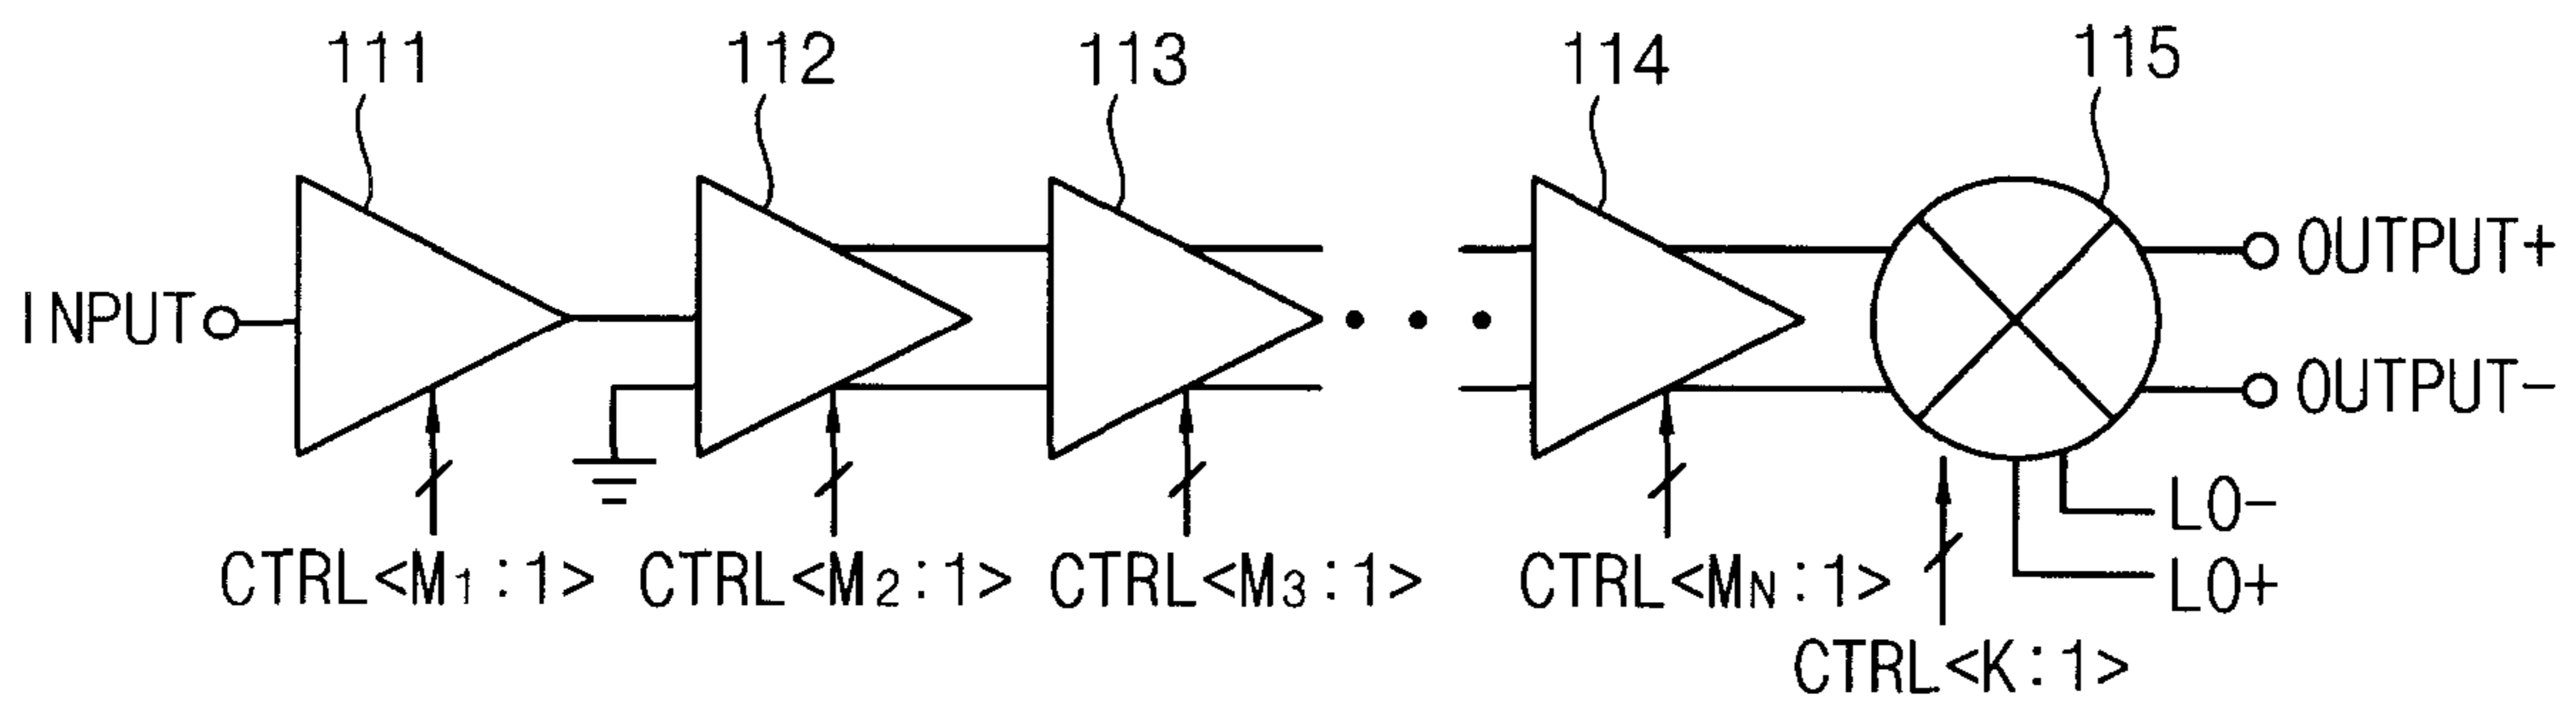 111 112 113 114 115
INPUT
OUTPUT+
OUTPUT-
LO-
LO+
CTRL<M₁:1> CTRL<M₂:1> CTRL<M₃:1> CTRL<Mɴ:1>
CTRL<K:1>